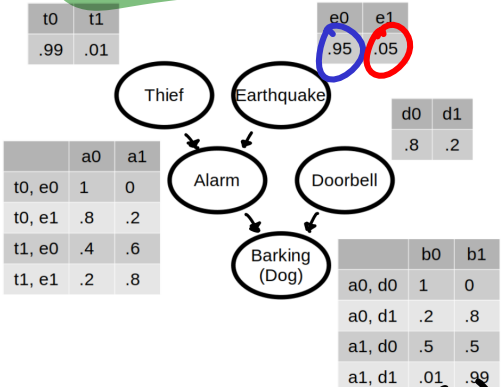 t0 t1
.99 .01
e0 e1
.95 .05
Thief
Earthquake
d0 d1
.8 .2
a0 a1
t0, e0 1 0
t0, e1 .8 .2
t1, e0 .4 .6
t1, e1 .2 .8
Alarm
Doorbell
Barking
(Dog)
b0 b1
a0, d0 1 0
a0, d1 .2 .8
a1, d0 .5 .5
a1, d1 .01 .99